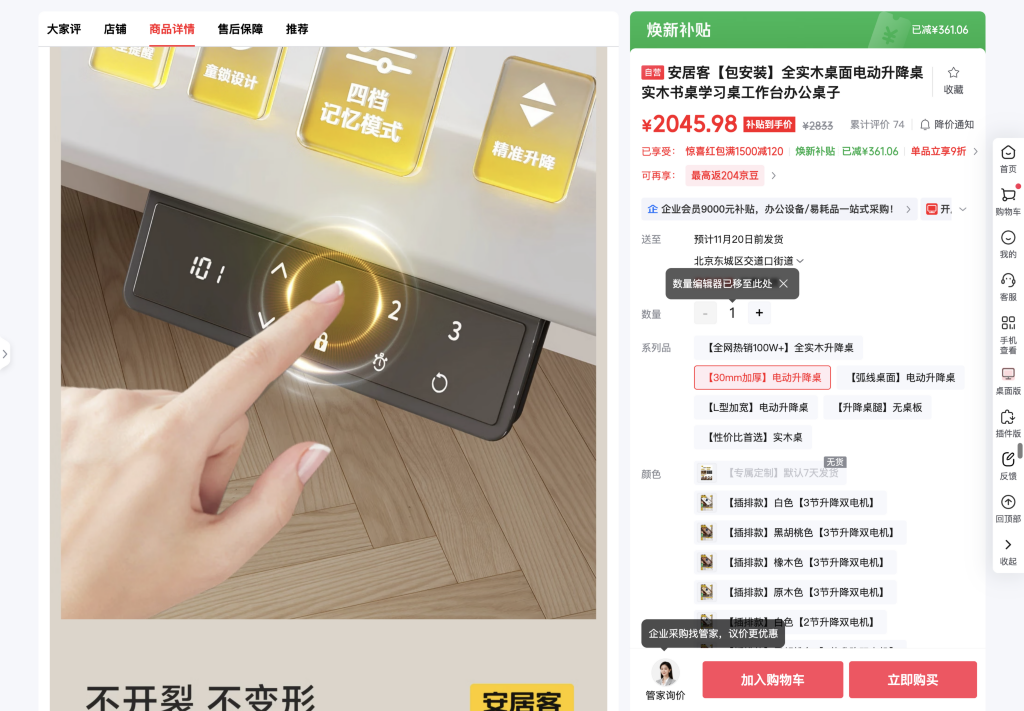 大家评 店铺 商品详情 售后保障 推荐
童锁设计
四档
记忆模式
精准升降
101
2
3
不开裂 不变形
安居客
焕新补贴
已减¥361.06
自营 安居客【包安装】全实木桌面电动升降桌
实木书桌学习桌工作台办公桌子
收藏
¥2045.98 补贴到手价 ¥2833 累计评价 74 降价通知
已享受: 惊喜红包满1500减120 焕新补贴 已减¥361.06 单品立享9折
可再享: 最高返204京豆
企业会员9000元补贴，办公设备/易耗品一站式采购！ 开.
送至 预计11月20日前发货
北京东城区交道口街道
数量编辑器已移至此处
数量 - 1 +
系列品 【全网热销100W+】全实木升降桌
【30mm加厚】电动升降桌 【弧线桌面】电动升降桌
【L型加宽】电动升降桌 【升降桌腿】无桌板
【性价比首选】实木桌
无货
颜色 【专属定制】默认7天发货
【插排款】白色【3节升降双电机】
【插排款】黑胡桃色【3节升降双电机】
【插排款】橡木色【3节升降双电机】
【插排款】原木色【3节升降双电机】
【插排款】白色【2节升降双电机】
企业采购找管家，议价更优惠
管家询价
加入购物车 立即购买
首页
购物车
我的
客服
手机
查看
桌面版
插件版
反馈
回顶部
收起